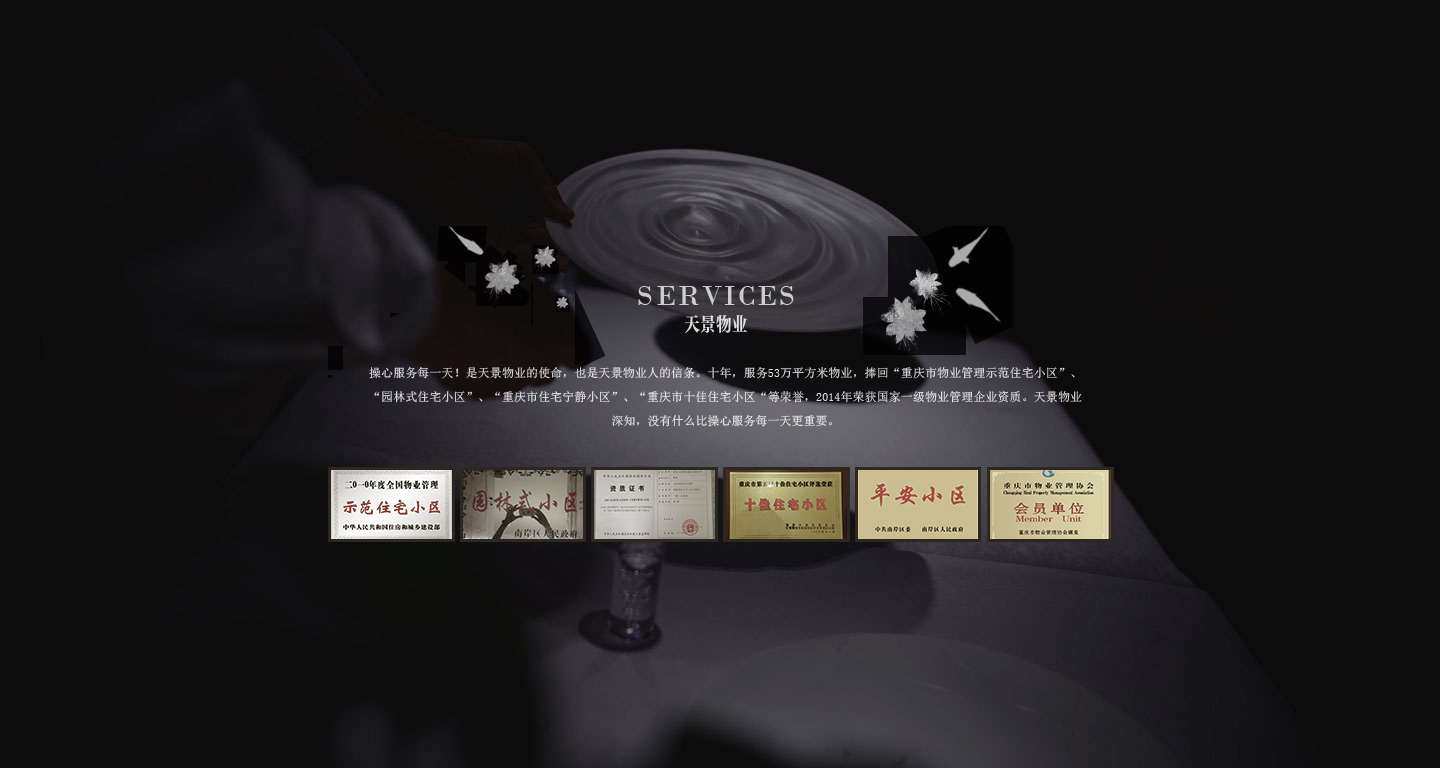 SERVICES
天景物业
操心服务每一天！是天景物业的使命，也是天景物业人的信条。十年，服务53万平方米物业，捧回“重庆市物业管理示范住宅小区”、
“园林式住宅小区”、“重庆市住宅宁静小区”、“重庆市十佳住宅小区“等荣誉，2014年荣获国家一级物业管理企业资质。天景物业
深知，没有什么比操心服务每一天更重要。
二〇一〇年度全国物业管理
示范住宅小区
中华人民共和国住房和城乡建设部
园林式小区
南岸区人民政府
资质证书
重庆市第五届十佳住宅小区评选荣获
十佳住宅小区
平安小区
中共南岸区委 南岸区人民政府
重庆市物业管理协会
Chongqing Real Property Management Association
会员单位
Member Unit
重庆市物业管理协会颁发